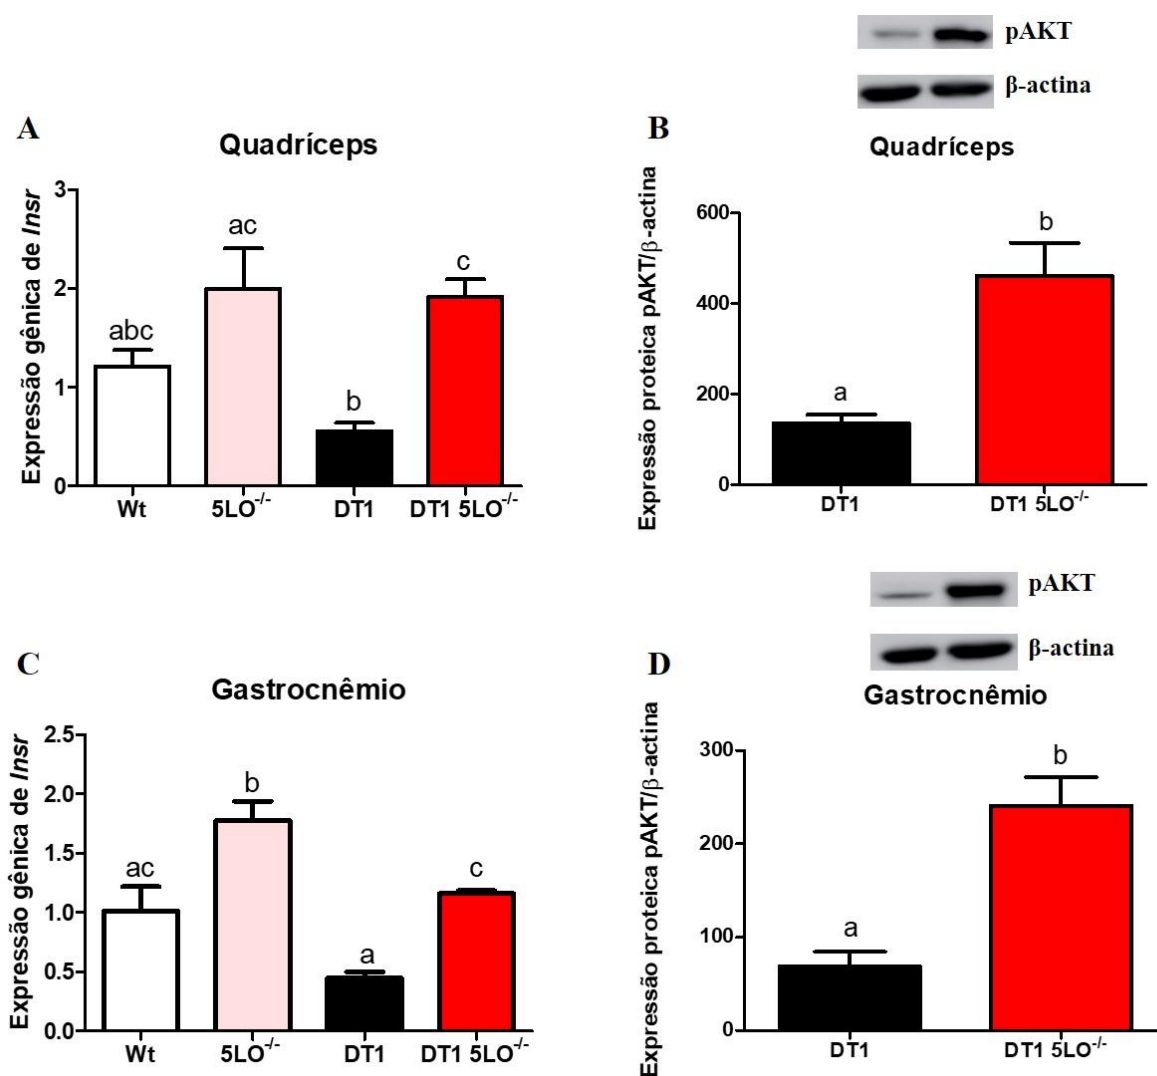 pAKT
β-actina
A
Quadríceps
Expressão gênica de Insr
3
2
1
0
abc
ac
b
c
Wt
5LO⁻/⁻
DT1
DT1 5LO⁻/⁻
B
Quadríceps
Expressão proteica pAKT/β-actina
600
400
200
0
a
b
DT1
DT1 5LO⁻/⁻
pAKT
β-actina
C
Gastrocnêmio
Expressão gênica de Insr
2.5
2.0
1.5
1.0
0.5
0.0
ac
b
a
c
Wt
5LO⁻/⁻
DT1
DT1 5LO⁻/⁻
D
Gastrocnêmio
Expressão proteica pAKT/β-actina
300
200
100
0
a
b
DT1
DT1 5LO⁻/⁻